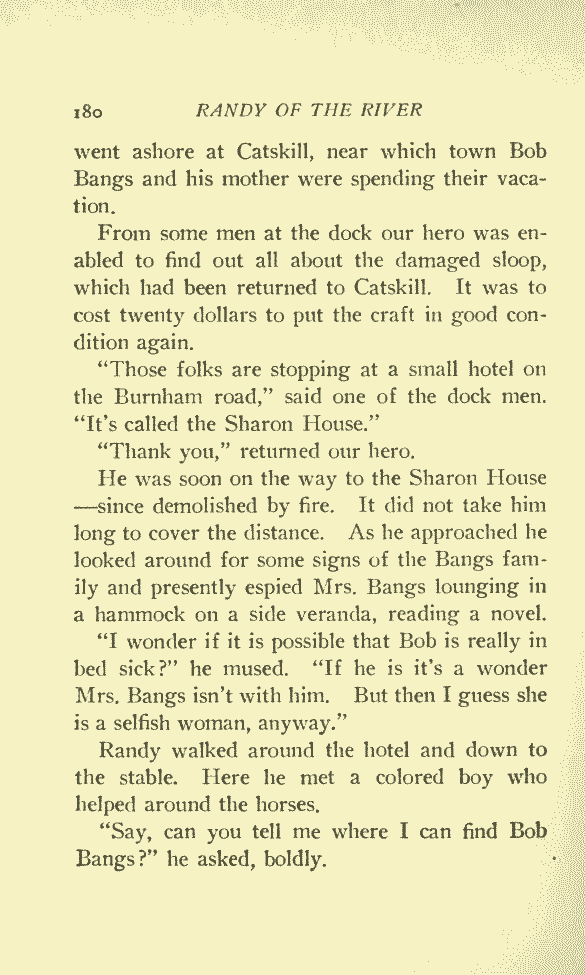 180 RANDY OF THE RIVER
went ashore at Catskill, near which town Bob
Bangs and his mother were spending their vaca-
tion.
From some men at the dock our hero was en-
abled to find out all about the damaged sloop,
which had been returned to Catskill. It was to
cost twenty dollars to put the craft in good con-
dition again.
“Those folks are stopping at a small hotel on
the Burnham road,” said one of the dock men.
“It’s called the Sharon House.”
“Thank you,” returned our hero.
He was soon on the way to the Sharon House
—since demolished by fire. It did not take him
long to cover the distance. As he approached he
looked around for some signs of the Bangs fam-
ily and presently espied Mrs. Bangs lounging in
a hammock on a side veranda, reading a novel.
“I wonder if it is possible that Bob is really in
bed sick?” he mused. “If he is it’s a wonder
Mrs. Bangs isn’t with him. But then I guess she
is a selfish woman, anyway.”
Randy walked around the hotel and down to
the stable. Here he met a colored boy who
helped around the horses.
“Say, can you tell me where I can find Bob
Bangs?” he asked, boldly.